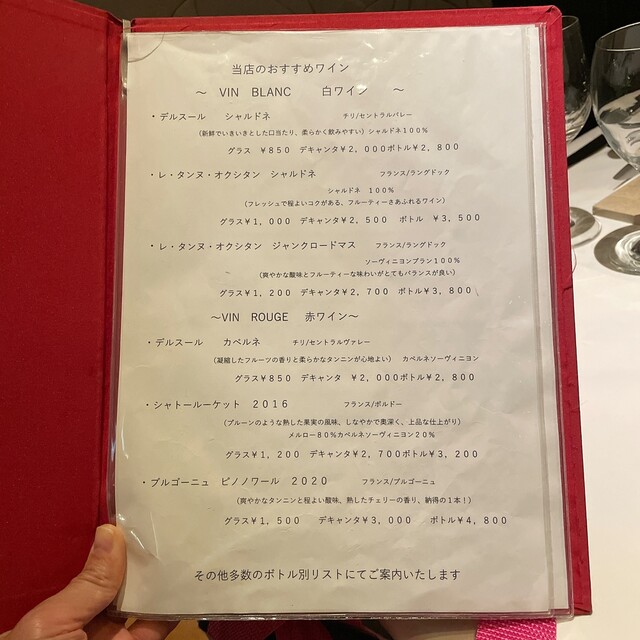 当店のおすすめワイン
～ VIN BLANC 白ワイン ～
・デルスール シャルドネ チリ/セントラルバレー
（新鮮でいきいきとした口当たり、柔らかく飲みやすい）シャルドネ100％
グラス ￥850 デキャンタ￥2,000ボトル￥2,800
・レ・タンヌ・オクシタン シャルドネ フランス/ラングドック
シャルドネ 100％
（フレッシュで程よいコクがある、フルーティーさあふれるワイン）
グラス￥1,000 デキャンタ￥2,500 ボトル ￥3,500
・レ・タンヌ・オクシタン ジャンクロードマス フランス/ラングドック
ソーヴィニヨンブラン100％
（爽やかな酸味とフルーティーな味わいがとてもバランスが良い）
グラス￥1,200 デキャンタ￥2,700 ボトル￥3,800
～VIN ROUGE 赤ワイン～
・デルスール カベルネ チリ/セントラルヴァレー
（凝縮したフルーツの香りと柔らかなタンニンが心地よい） カベルネソーヴィニヨン
グラス￥850 デキャンタ ￥2,000ボトル￥2,800
・シャトールーケット 2016 フランス/ボルドー
（プルーンのような熟した果実の風味、しなやかで奥深く、上品な仕上がり）
メルロー80％カベルネソーヴィニヨン20％
グラス￥1,200 デキャンタ￥2,700ボトル￥3,200
・ブルゴーニュ ピノノワール 2020 フランス/ブルゴーニュ
（爽やかなタンニンと程よい酸味、熟したチェリーの香り、納得の1本！）
グラス￥1,500 デキャンタ￥3,000 ボトル￥4,800
その他多数のボトル別リストにてご案内いたします